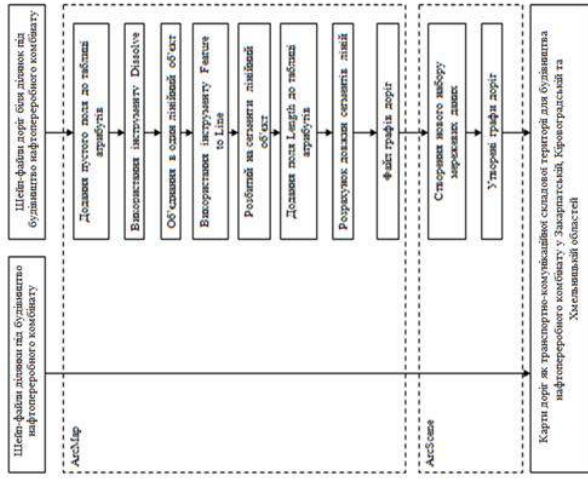 Шейп-файли доріг біля ділянок під
будівництво нафтопереробного комбінату
Шейп-файли ділянки під будівництво
нафтопереробного комбінату
ArcMap
Додання пустого поля до таблиці
атрибутів
Використання інструменту Dissolve
Об'єднання в один лінійний об'єкт
Використання інструменту Feature
to Line
Розбитий на сегменти лінійний
об'єкт
Додання поля Length до таблиці
атрибутів
Розрахунок довжин сегментів ліній
Файл графів доріг
ArcScene
Створення нового набору
мережевих даних
Утворені графи доріг
Карти доріг як транспортно-комунікаційної складової території для будівництва
нафтопереробного комбінату у Закарпатській, Кіровоградській та
Хмельницькій областей